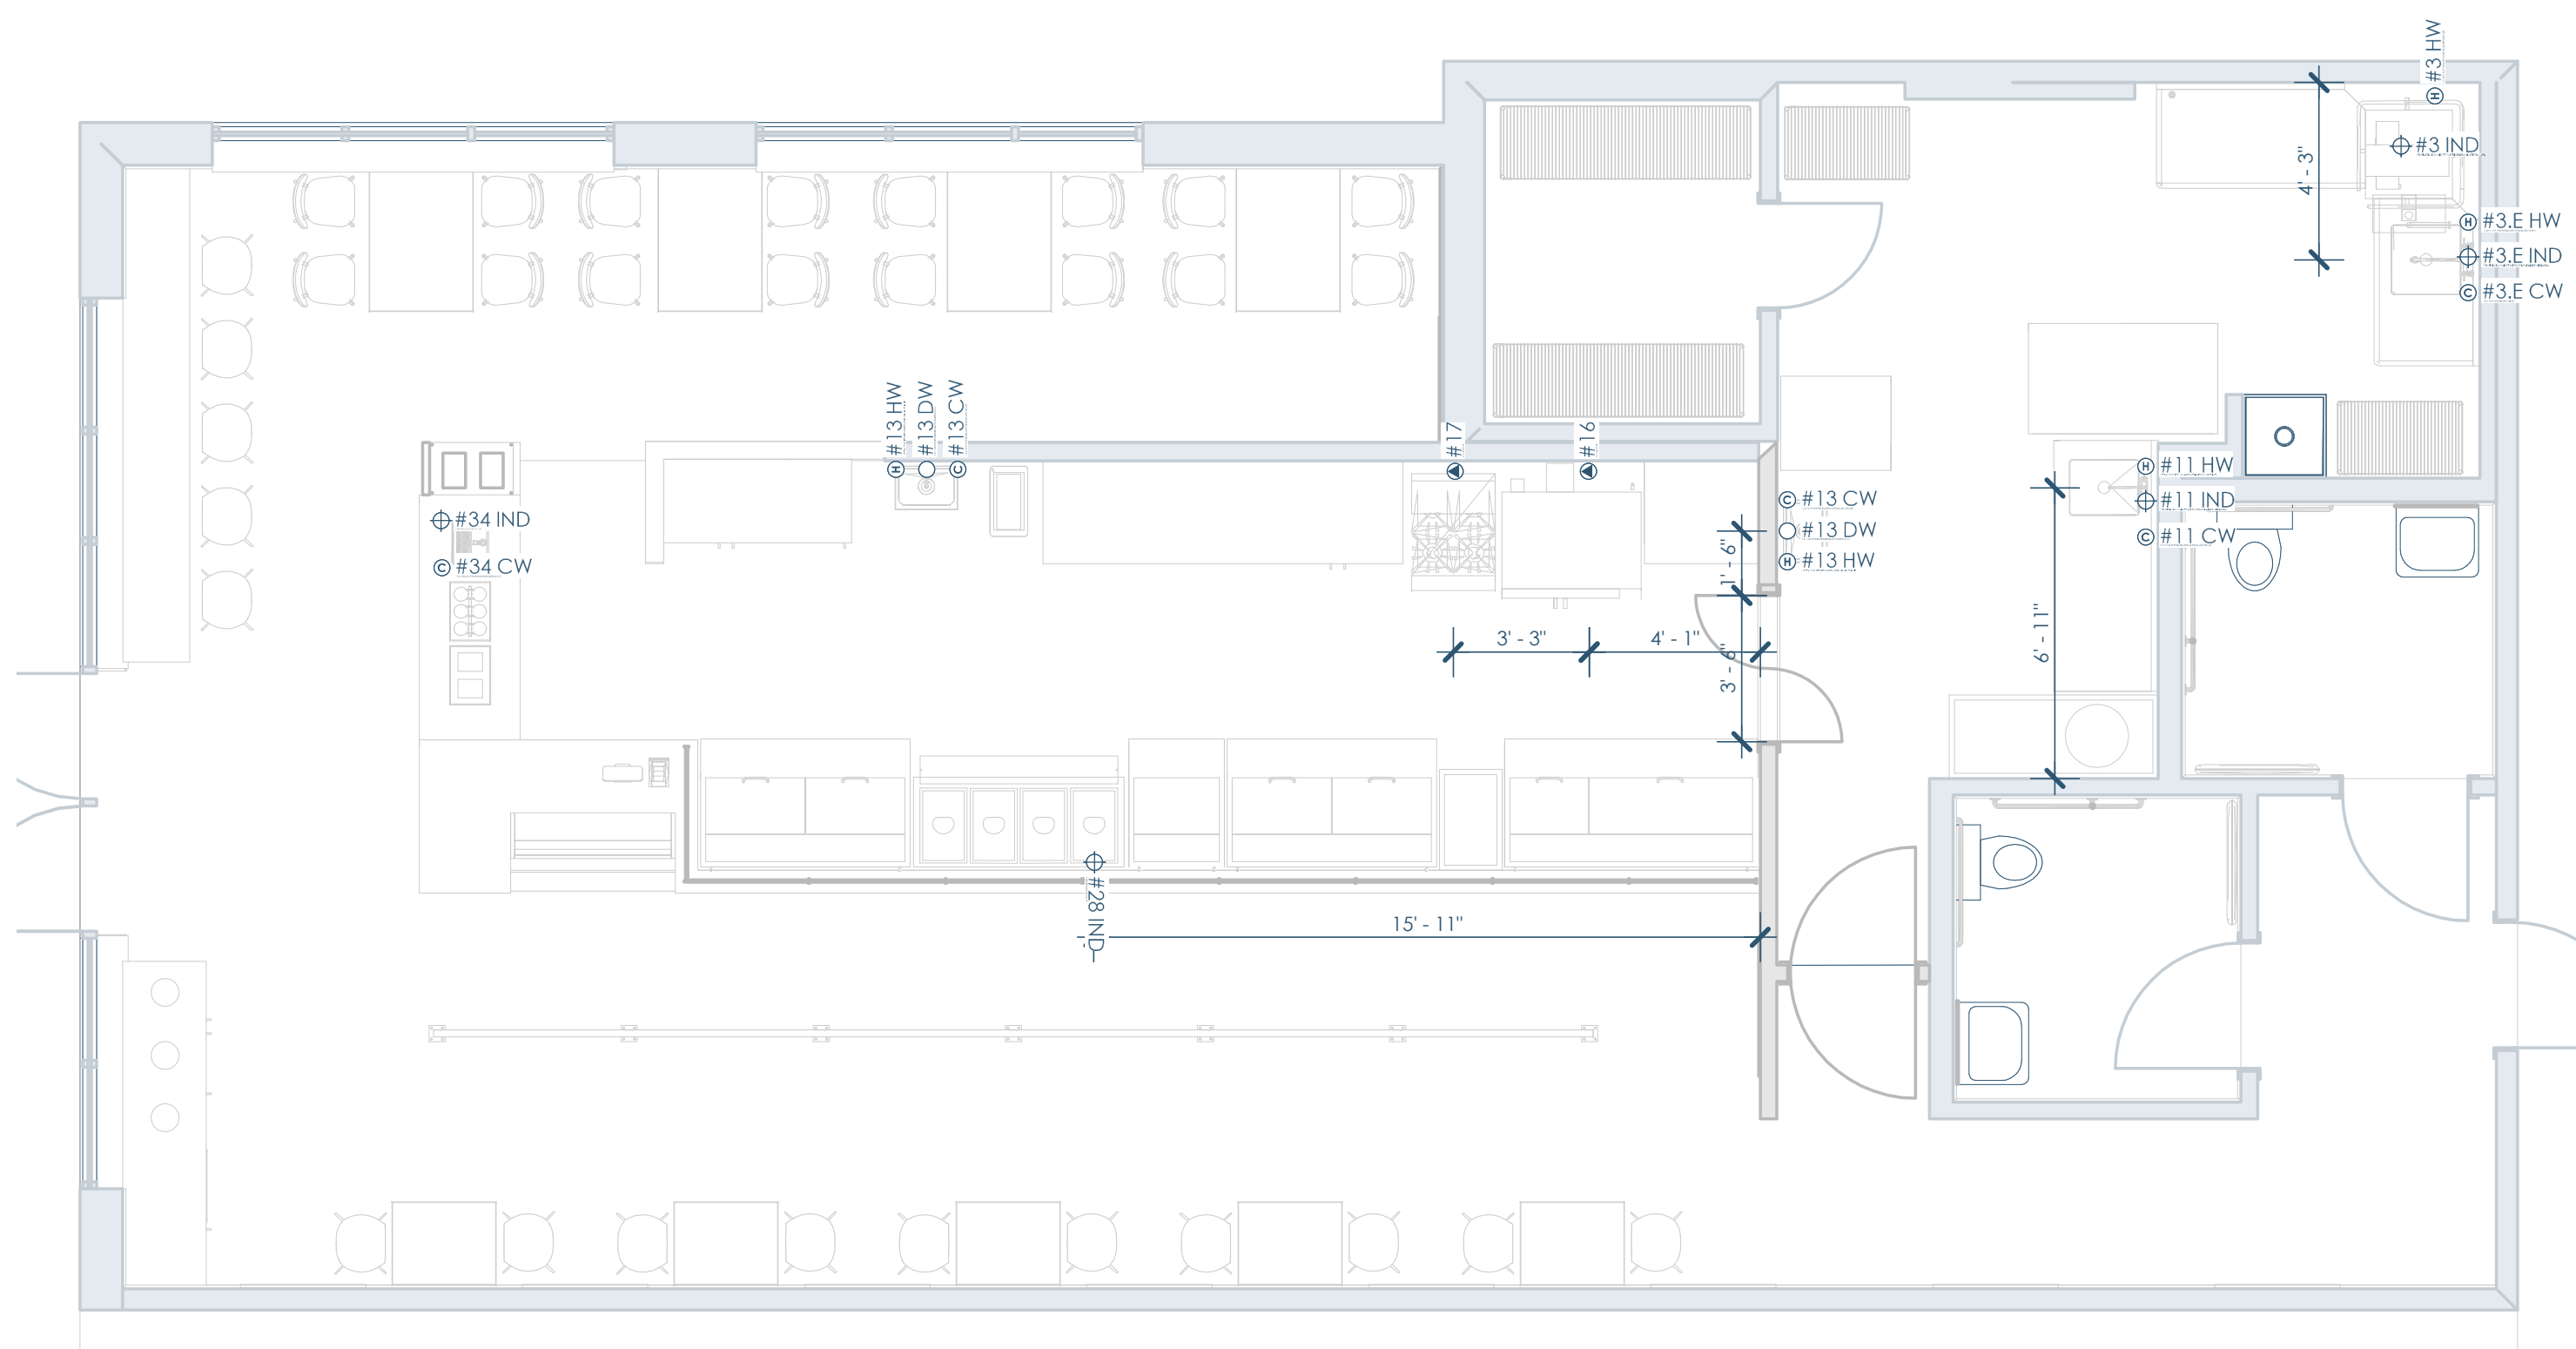 #3 HW
#3 IND
4' - 3"
#3.E HW
#3.E IND
#3.E CW
#13 HW
#13 DW
#13 CW
#17
#16
#11 HW
#11 IND
#11 CW
#13 CW
#13 DW
#13 HW
#34 IND
#34 CW
1' - 6"
3' - 3"
4' - 1"
3' - 6"
6' - 11"
#28 IND
15' - 11"
H
H
C
H
C
H
C
C
H
C